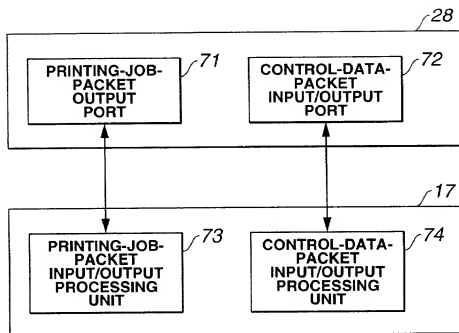 28
PRINTING-JOB-
PACKET
OUTPUT
PORT
71
CONTROL-DATA-
PACKET
INPUT/OUTPUT
PORT
72
17
PRINTING-JOB-
PACKET
INPUT/OUTPUT
PROCESSING
UNIT
73
CONTROL-DATA-
PACKET
INPUT/OUTPUT
PROCESSING
UNIT
74